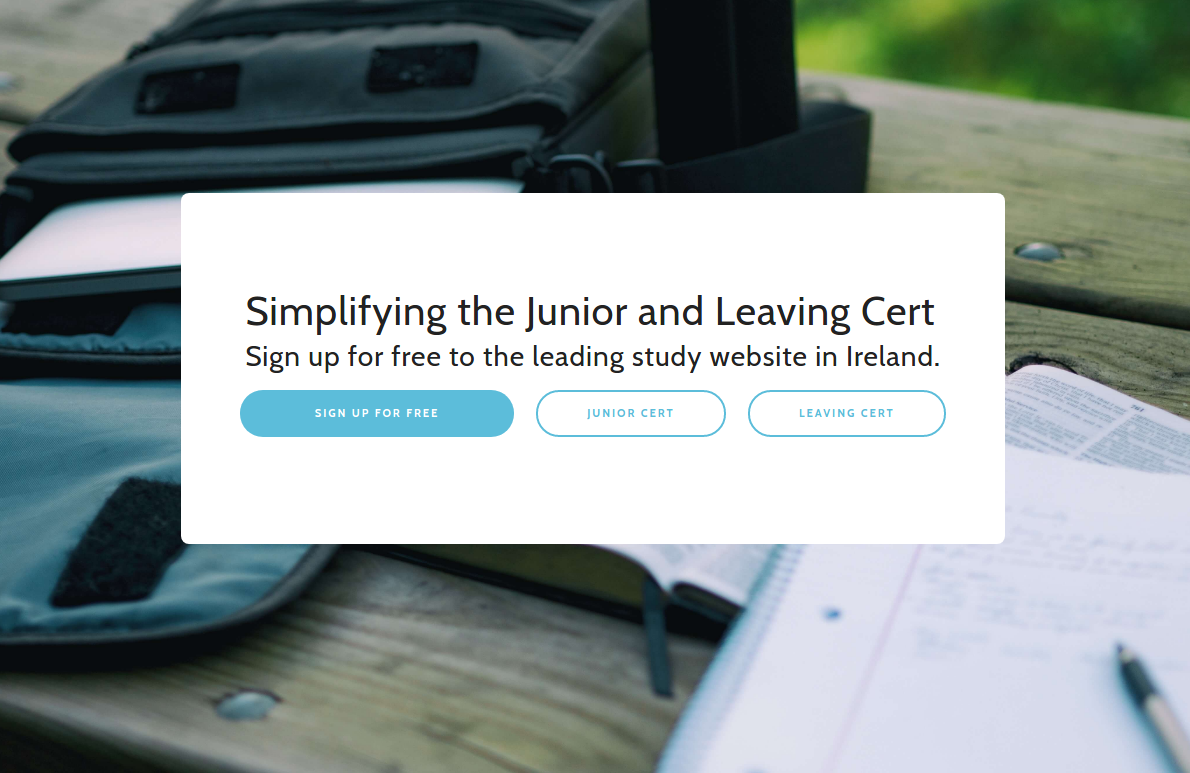 Simplifying the Junior and Leaving Cert
Sign up for free to the leading study website in Ireland.
SIGN UP FOR FREE
JUNIOR CERT
LEAVING CERT